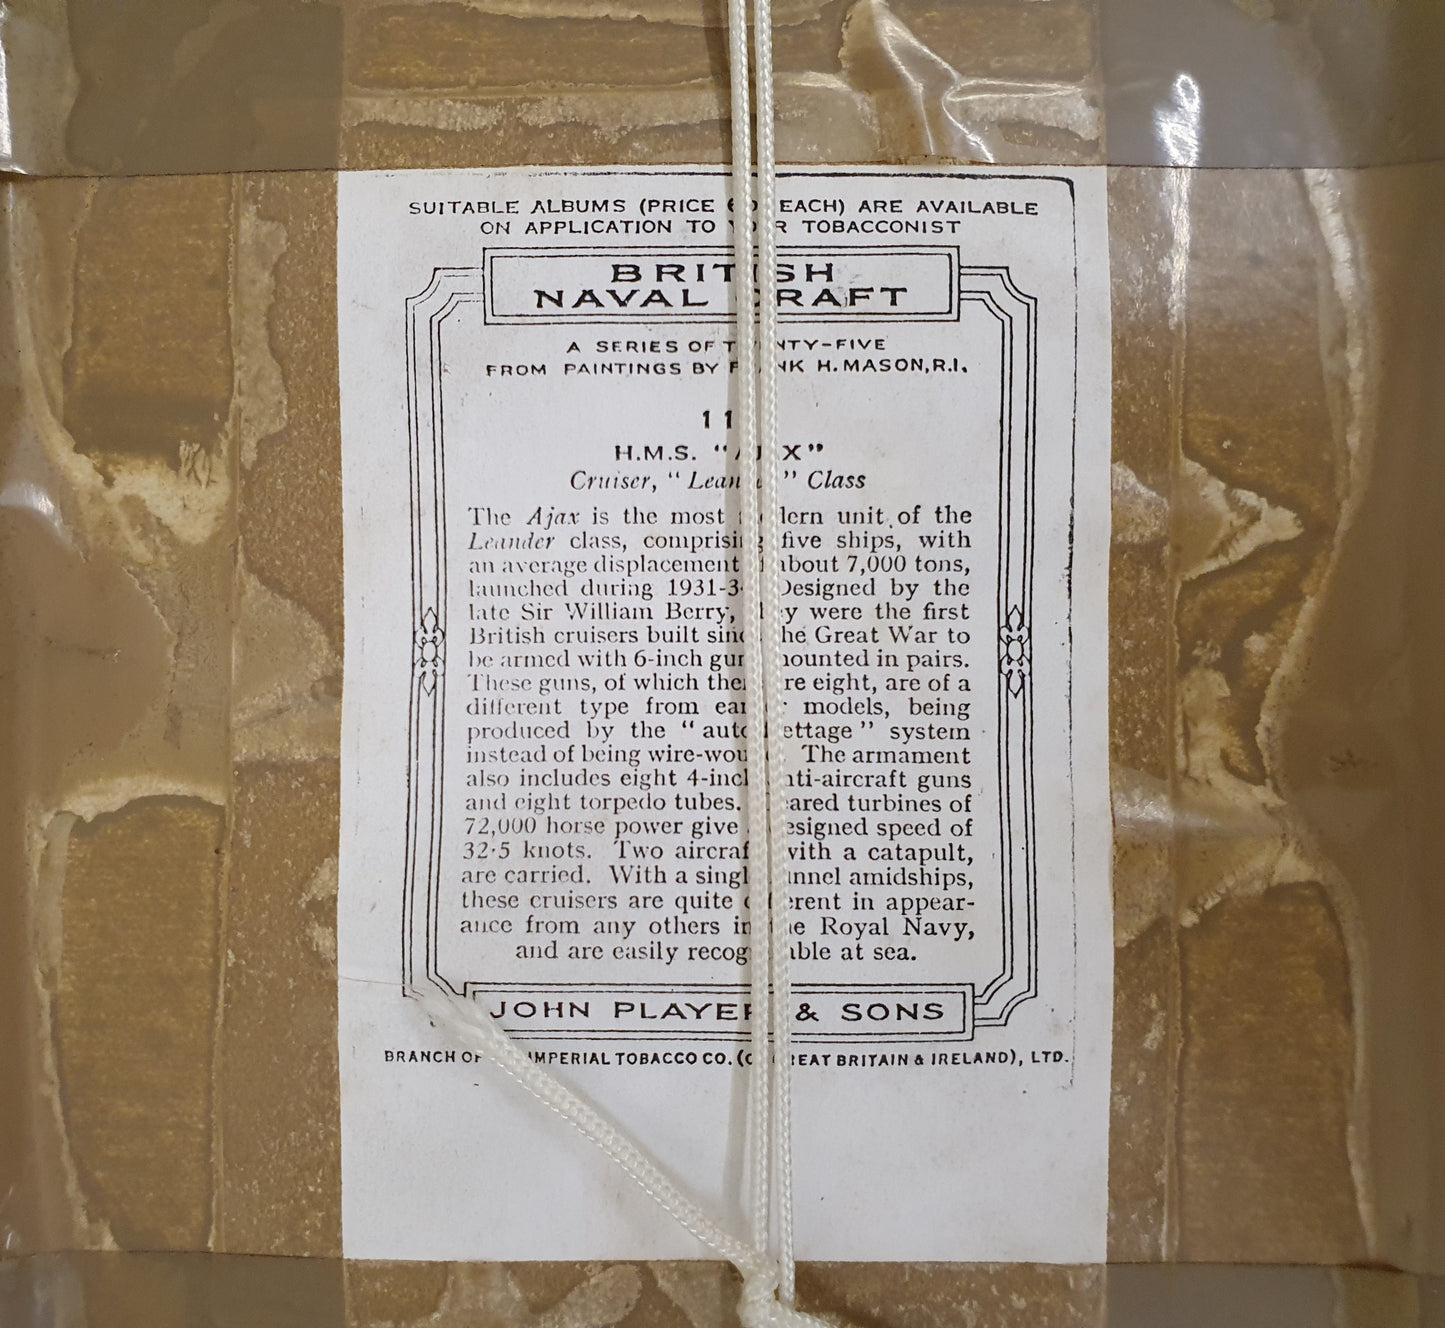 SUITABLE ALBUMS (PRICE EACH) ARE AVAILABLE
ON APPLICATION TO YOUR TOBACCONIST
BRITISH
NAVAL CRAFT
A SERIES OF TWENTY-FIVE
FROM PAINTINGS BY FRANK H. MASON, R.I.
11
H.M.S. "AJAX"
Cruiser, "Leander" Class
The Ajax is the most modern unit of the
Leander class, comprising five ships, with
an average displacement of about 7,000 tons,
launched during Designed by the
late Sir William Berry, they were the first
British cruisers built since the Great War to
be armed with 6-inch guns mounted in pairs.
These guns, of which there are eight, are of a
different type from earlier models, being
produced by the "auto-frettage" system
instead of being wire-wound. The armament
also includes eight 4-inch anti-aircraft guns
and eight torpedo tubes. Geared turbines of
72,000 horse power give a designed speed of
32·5 knots. Two aircraft, with a catapult,
are carried. With a single funnel amidships,
these cruisers are quite different in appear-
ance from any others in the Royal Navy,
and are easily recognisable at sea.
JOHN PLAYER & SONS
BRANCH OF THE IMPERIAL TOBACCO CO. (OF GREAT BRITAIN & IRELAND), LTD.